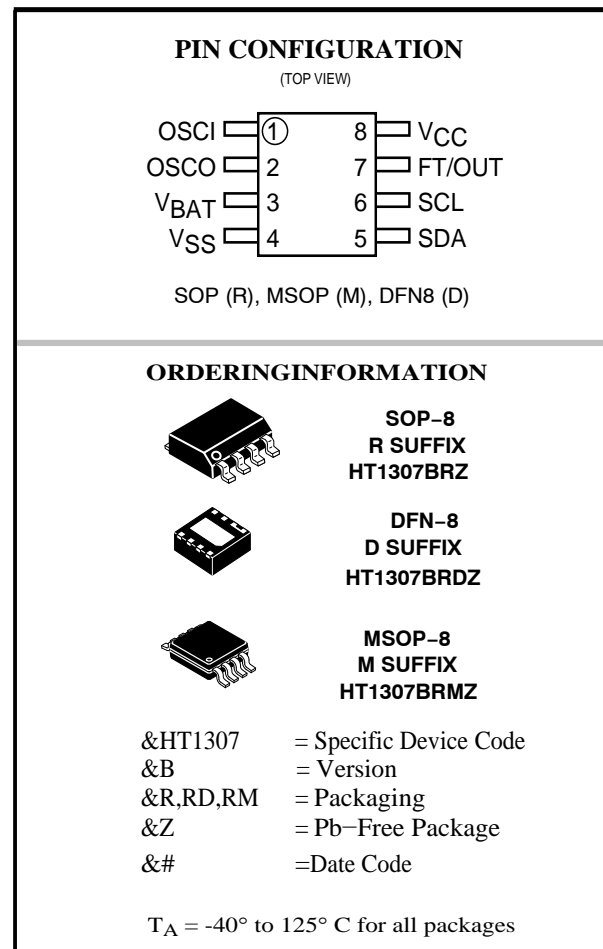 PIN CONFIGURATION
(TOP VIEW)
OSCI 1 8 VCC
OSCO 2 7 FT/OUT
VBAT 3 6 SCL
VSS 4 5 SDA
SOP (R), MSOP (M), DFN8 (D)
ORDERINGINFORMATION
SOP−8
R SUFFIX
HT1307BRZ
DFN−8
D SUFFIX
HT1307BRDZ
MSOP−8
M SUFFIX
HT1307BRMZ
&HT1307 = Specific Device Code
&B = Version
&R,RD,RM = Packaging
&Z = Pb−Free Package
&# =Date Code
TA = -40° to 125° C for all packages